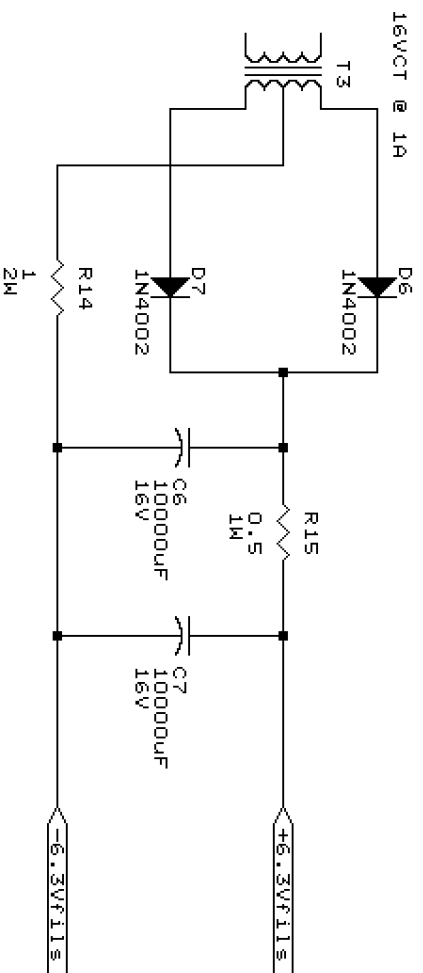 16VCT @ 1A
T3
D6
1N4002
D7
1N4002
R14
1
2W
R15
0.5
1W
C6
10000uF
16V
C7
10000uF
16V
+6.3Vfils
-6.3Vfils